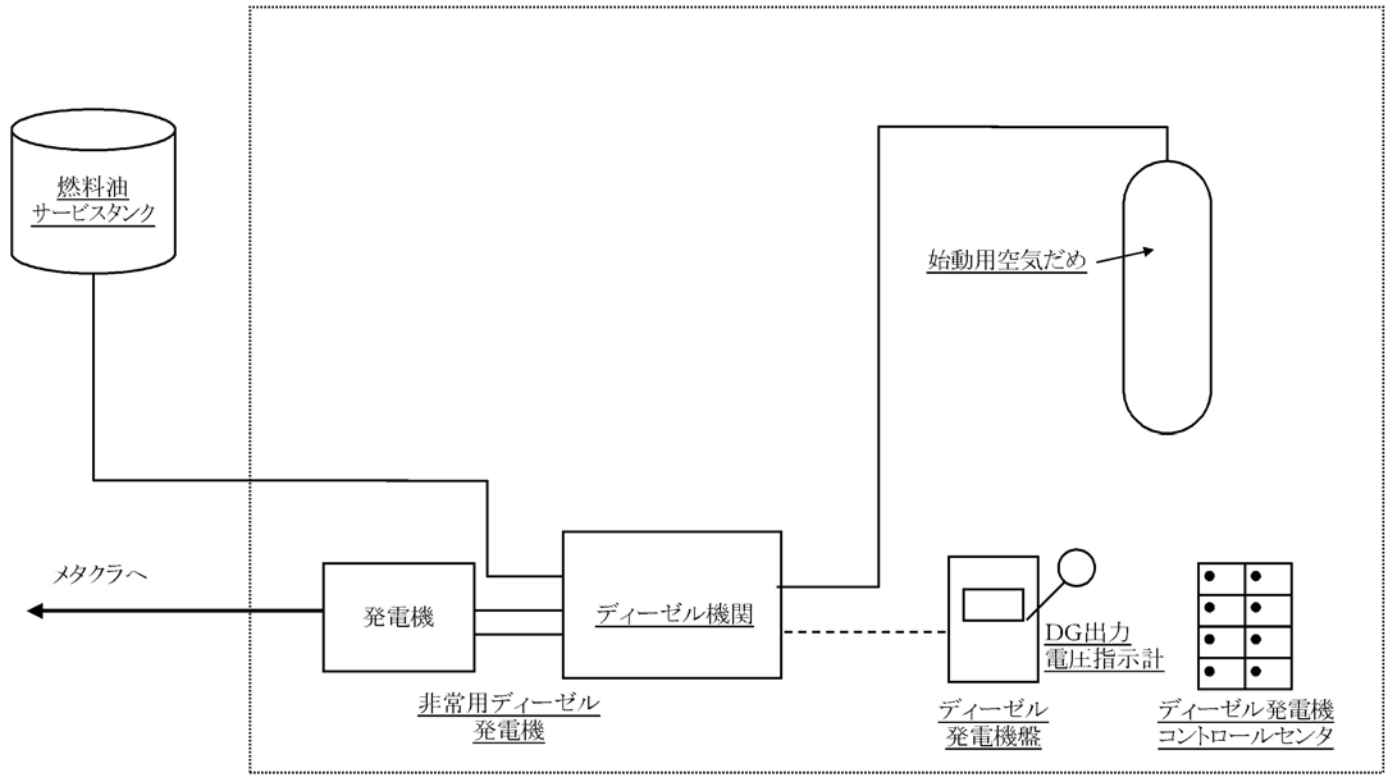 燃料油
サービスタンク
始動用空気だめ
メタクラへ
発電機
ディーゼル機関
DG出力
電圧指示計
非常用ディーゼル
発電機
ディーゼル
発電機盤
ディーゼル発電機
コントロールセンタ